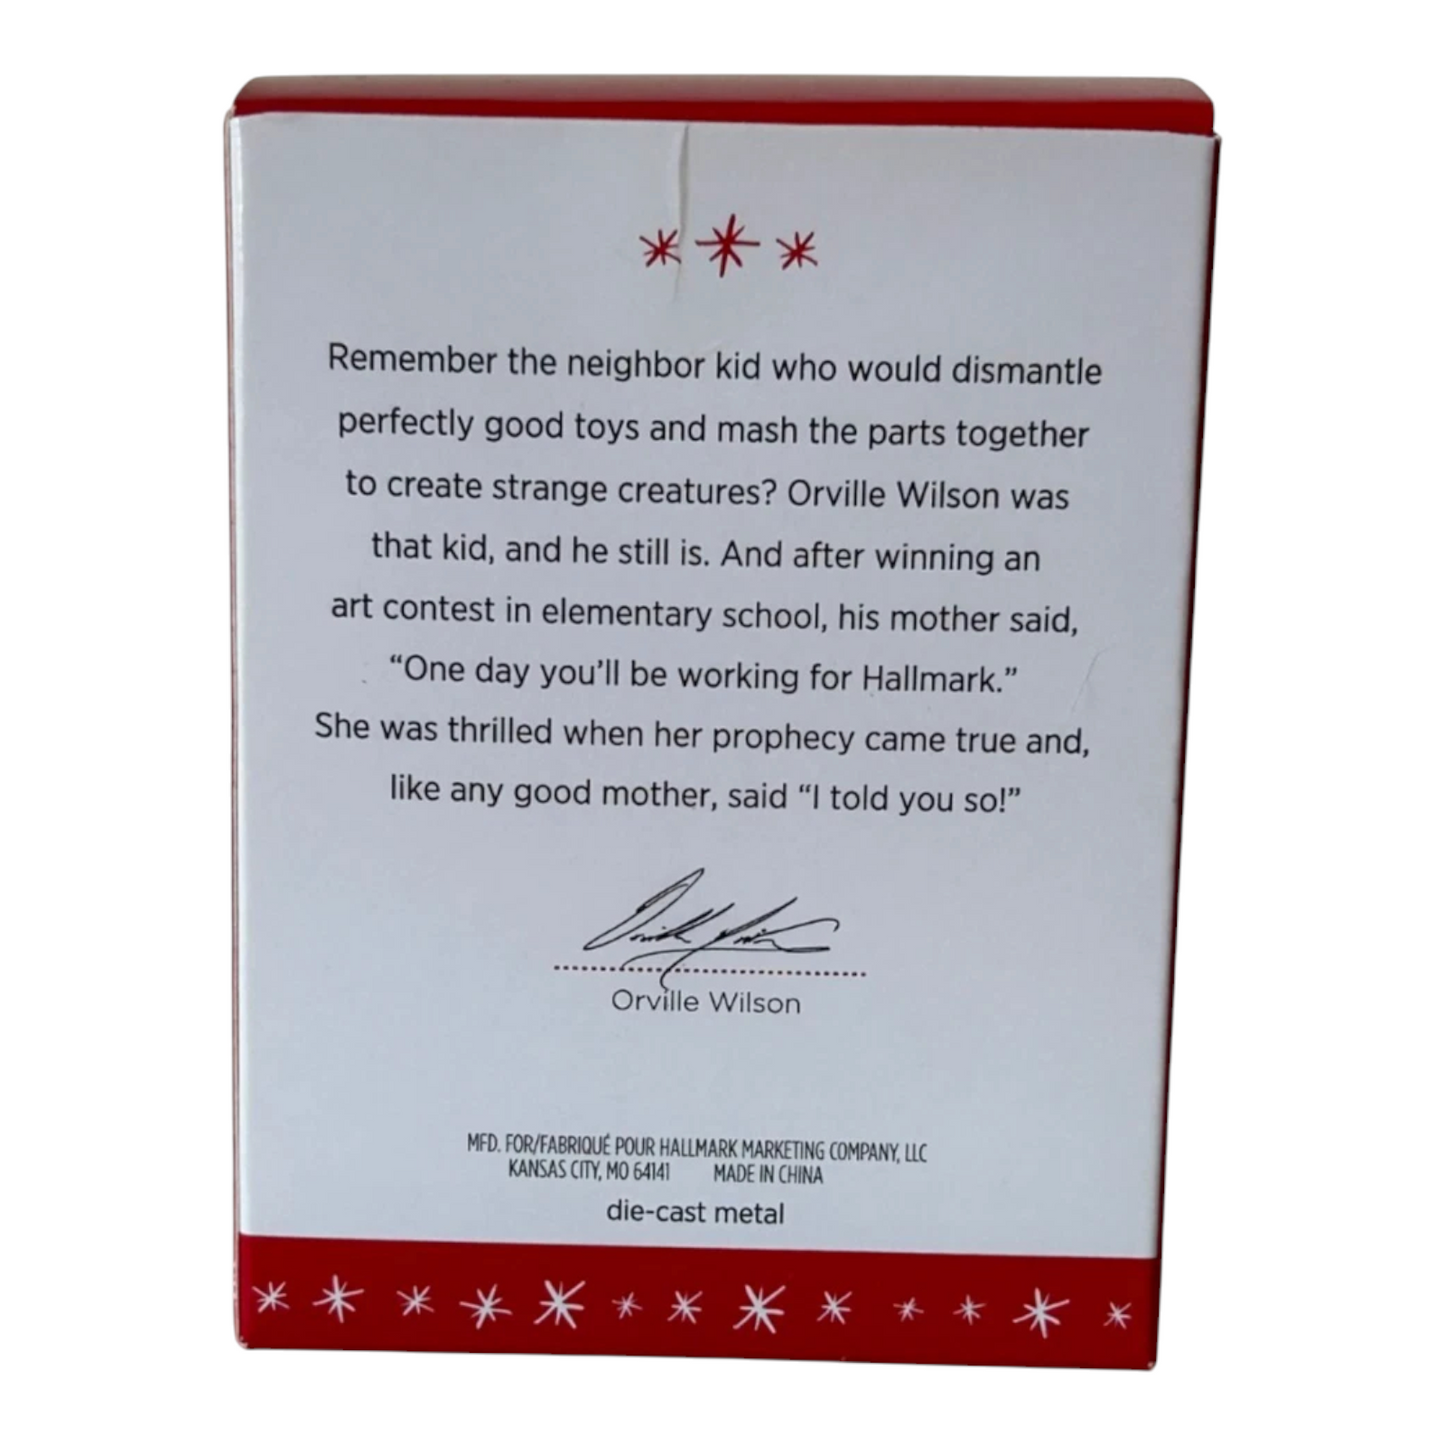 Remember the neighbor kid who would dismantle
perfectly good toys and mash the parts together
to create strange creatures? Orville Wilson was
that kid, and he still is. And after winning an
art contest in elementary school, his mother said,
“One day you’ll be working for Hallmark.”
She was thrilled when her prophecy came true and,
like any good mother, said “I told you so!”
Orville Wilson
Orville Wilson
MFD. FOR/FABRIQUÉ POUR HALLMARK MARKETING COMPANY, LLC
KANSAS CITY, MO 64141 MADE IN CHINA
die-cast metal